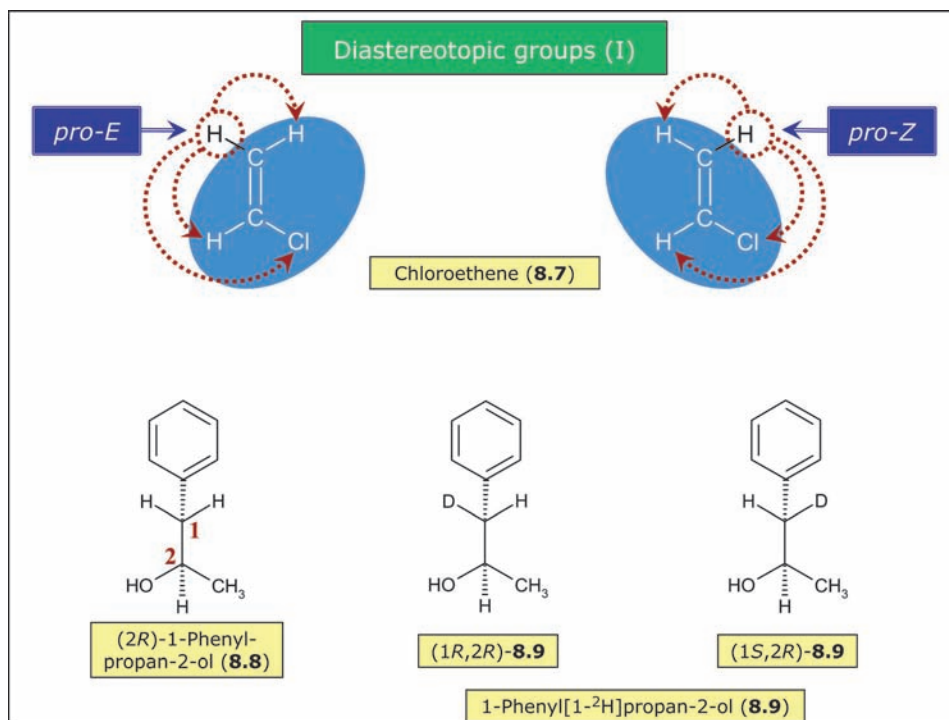 Diastereotopic groups (I)
pro-E
H
H
C
C
H
Cl
H
H
C
C
H
Cl
pro-Z
Chloroethene (8.7)
H
H
1
2
HO
CH3
H
D
H
HO
CH3
H
H
D
HO
CH3
H
(2R)-1-Phenyl-
propan-2-ol (8.8)
(1R,2R)-8.9
(1S,2R)-8.9
1-Phenyl[1-²H]propan-2-ol (8.9)